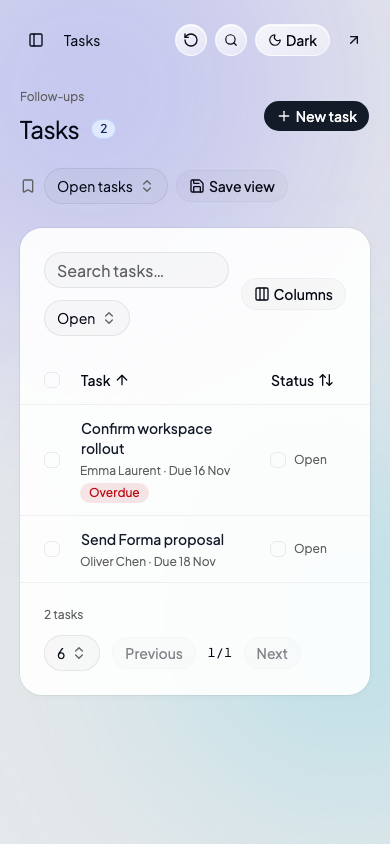 Tasks
Dark
Follow-ups
Tasks 2
New task
Open tasks
Save view
Search tasks...
Columns
Open
Task
Status
Confirm workspace
rollout
Emma Laurent · Due 16 Nov
Overdue
Open
Send Forma proposal
Oliver Chen · Due 18 Nov
Open
2 tasks
6
Previous
1/1
Next